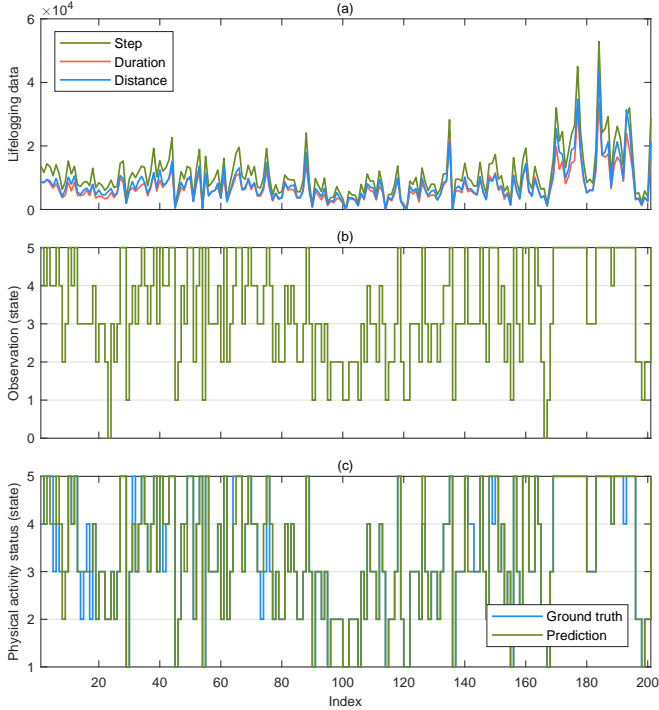 (a)
×10⁴
6
4
2
0
Lifelogging data
Step
Duration
Distance
(b)
5
4
3
2
1
0
Observation (state)
(c)
5
4
3
2
1
Physical activity status (state)
Ground truth
Prediction
20 40 60 80 100 120 140 160 180 200
Index